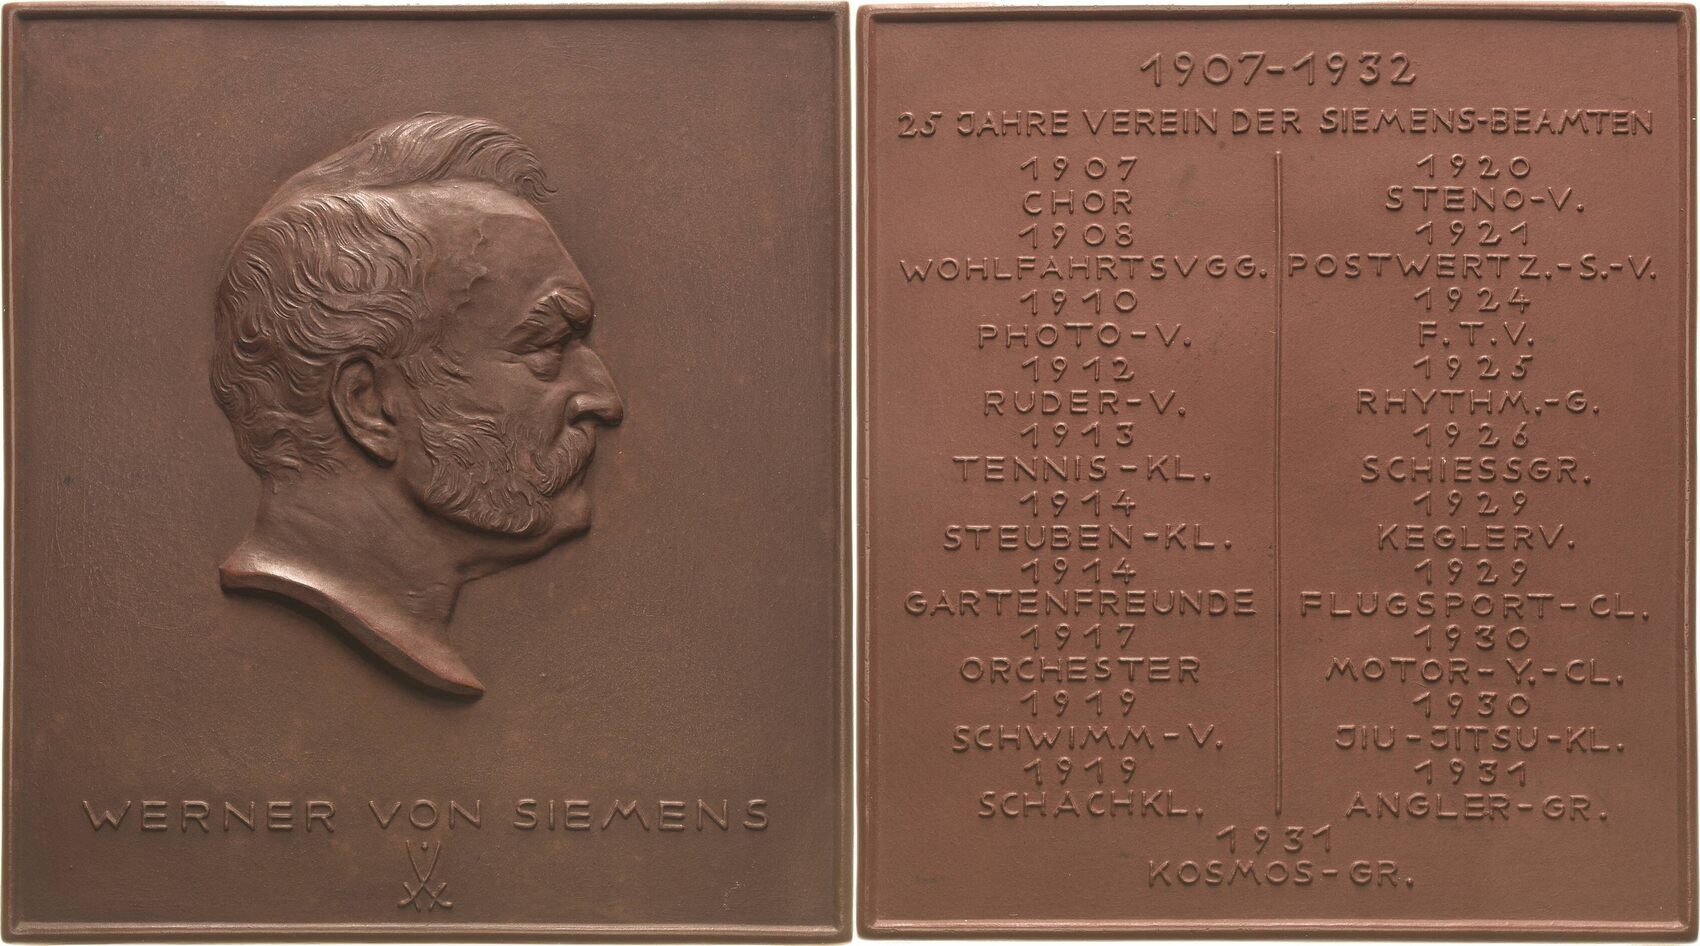 WERNER VON SIEMENS
1907-1932
25 JAHRE VEREIN DER SIEMENS-BEAMTEN
1907
CHOR
1908
WOHLFAHRTSVGG.
1910
PHOTO-V.
1912
RUDER-V.
1913
TENNIS-KL.
1914
STEUBEN-KL.
1914
GARTENFREUNDE
1917
ORCHESTER
1919
SCHWIMM-V.
1919
SCHACHKL.
1920
STENO-V.
1921
POSTWERTZ.-S.-V.
1924
F.T.V.
1925
RHYTHM.-G.
1926
SCHIESSGR.
1929
KEGLERV.
1929
FLUGSPORT-CL.
1930
MOTOR-Y.-CL.
1930
JIU-JITSU-KL.
1931
ANGLER-GR.
1931
KOSMOS-GR.